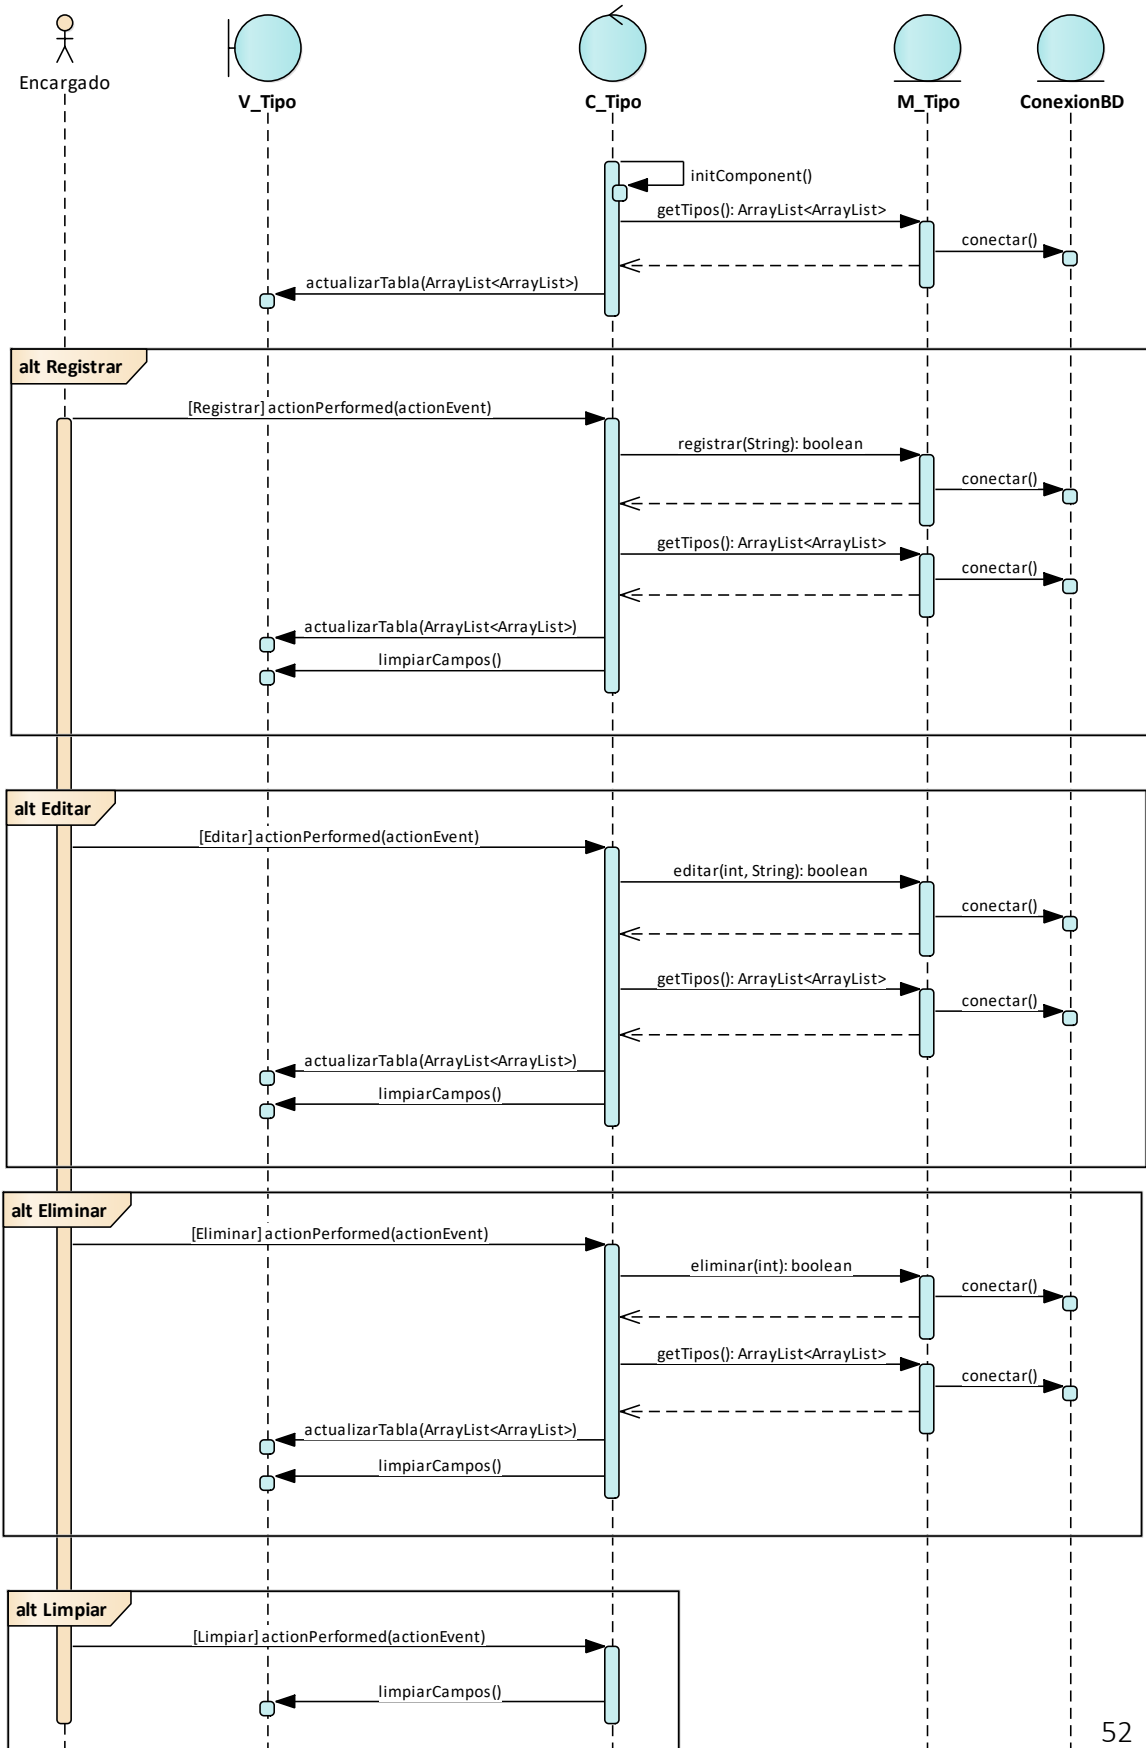 Encargado
V_Tipo
C_Tipo
M_Tipo
ConexionBD
initComponent()
getTipos(): ArrayList<ArrayList>
conectar()
actualizarTabla(ArrayList<ArrayList>)
alt Registrar
[Registrar] actionPerformed(actionEvent)
registrar(String): boolean
conectar()
getTipos(): ArrayList<ArrayList>
conectar()
actualizarTabla(ArrayList<ArrayList>)
limpiarCampos()
alt Editar
[Editar] actionPerformed(actionEvent)
editar(int, String): boolean
conectar()
getTipos(): ArrayList<ArrayList>
conectar()
actualizarTabla(ArrayList<ArrayList>)
limpiarCampos()
alt Eliminar
[Eliminar] actionPerformed(actionEvent)
eliminar(int): boolean
conectar()
getTipos(): ArrayList<ArrayList>
conectar()
actualizarTabla(ArrayList<ArrayList>)
limpiarCampos()
alt Limpiar
[Limpiar] actionPerformed(actionEvent)
limpiarCampos()
52